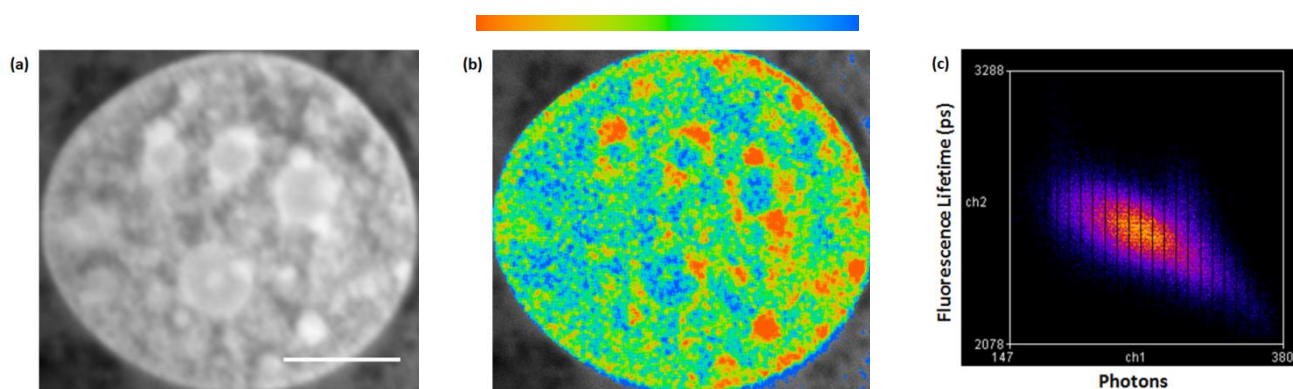 (a)
(b)
(c)
3288
Fluorescence Lifetime (ps)
ch2
2078
147
ch1
380
Photons